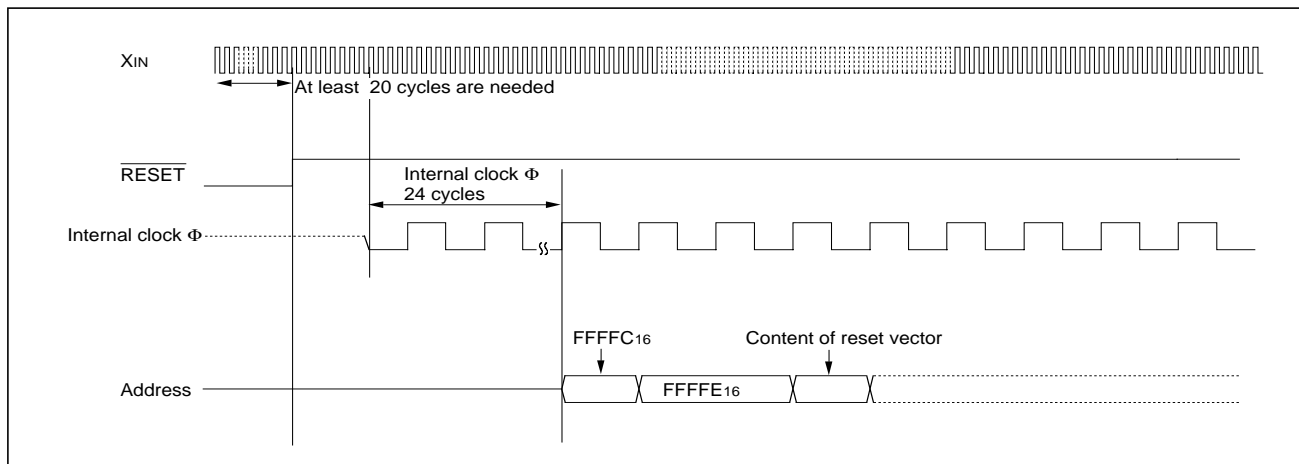 XIN
At least 20 cycles are needed
RESET
Internal clock Φ
24 cycles
Internal clock Φ
FFFFC16
Content of reset vector
Address
FFFFE16